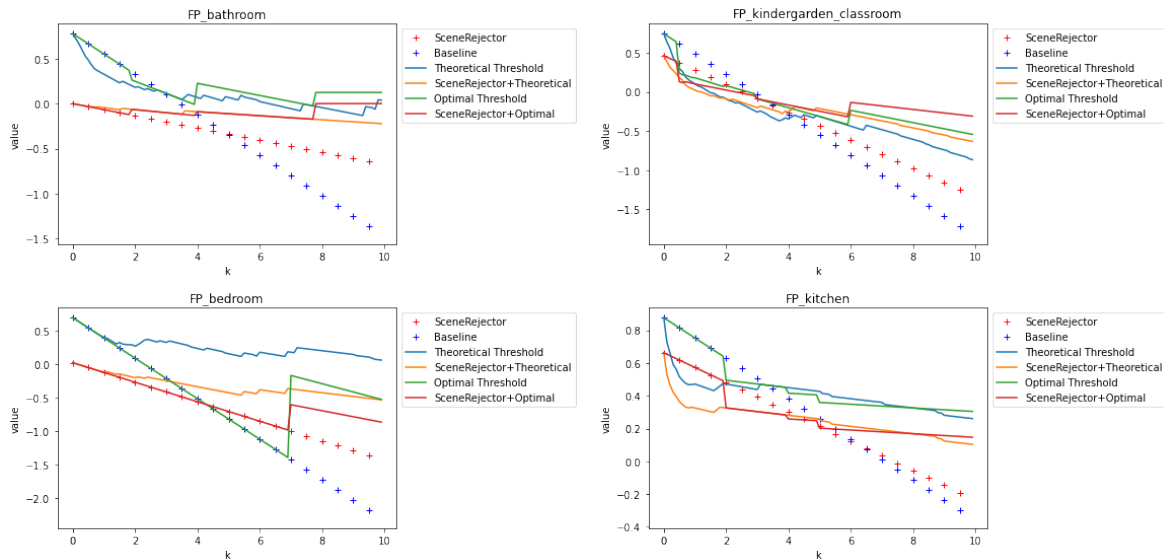 FP_bathroom
0.5
0.0
−0.5
−1.0
−1.5
value
0 2 4 6 8 10
k
SceneRejector
Baseline
Theoretical Threshold
SceneRejector+Theoretical
Optimal Threshold
SceneRejector+Optimal
FP_kindergarden_classroom
0.5
0.0
−0.5
−1.0
−1.5
value
0 2 4 6 8 10
k
SceneRejector
Baseline
Theoretical Threshold
SceneRejector+Theoretical
Optimal Threshold
SceneRejector+Optimal
FP_bedroom
0.5
0.0
−0.5
−1.0
−1.5
−2.0
value
0 2 4 6 8 10
k
SceneRejector
Baseline
Theoretical Threshold
SceneRejector+Theoretical
Optimal Threshold
SceneRejector+Optimal
FP_kitchen
0.8
0.6
0.4
0.2
0.0
−0.2
−0.4
value
0 2 4 6 8 10
k
SceneRejector
Baseline
Theoretical Threshold
SceneRejector+Theoretical
Optimal Threshold
SceneRejector+Optimal